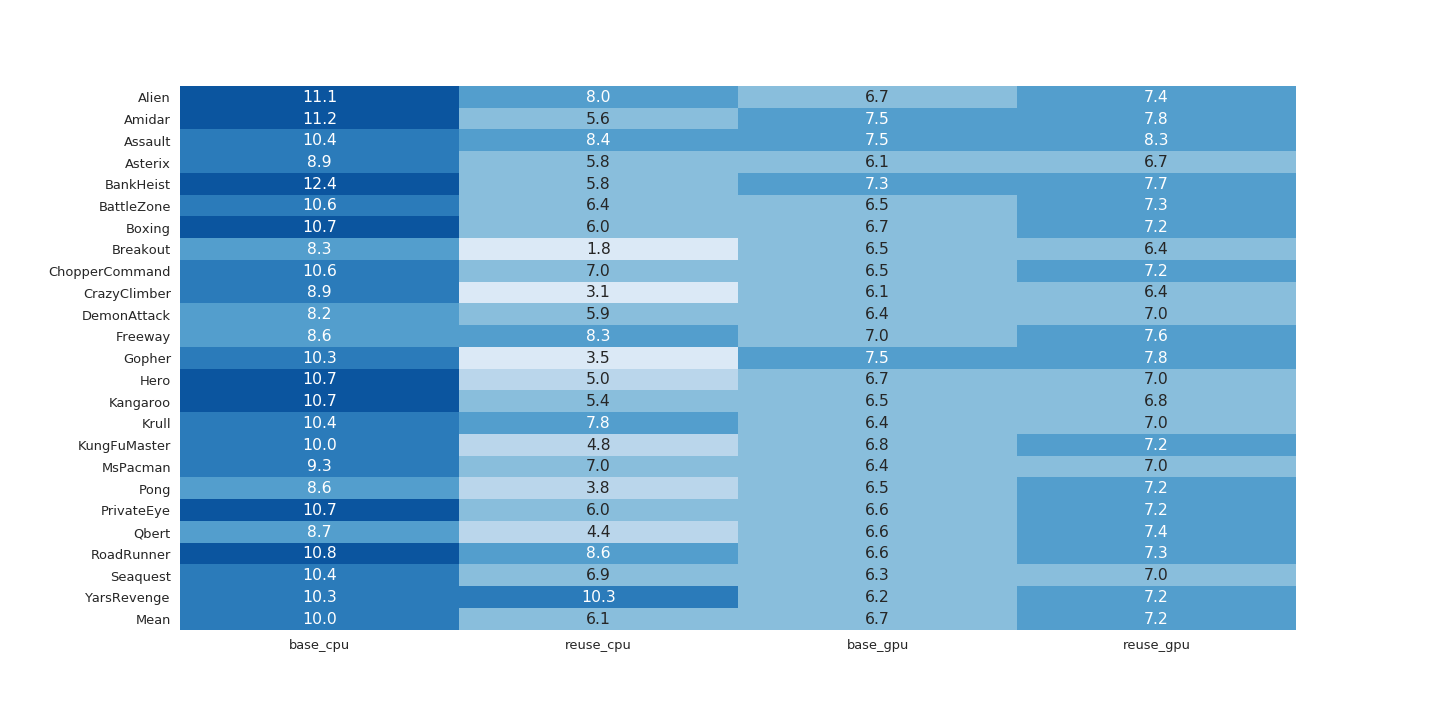 Alien 11.1 8.0 6.7 7.4
Amidar 11.2 5.6 7.5 7.8
Assault 10.4 8.4 7.5 8.3
Asterix 8.9 5.8 6.1 6.7
BankHeist 12.4 5.8 7.3 7.7
BattleZone 10.6 6.4 6.5 7.3
Boxing 10.7 6.0 6.7 7.2
Breakout 8.3 1.8 6.5 6.4
ChopperCommand 10.6 7.0 6.5 7.2
CrazyClimber 8.9 3.1 6.1 6.4
DemonAttack 8.2 5.9 6.4 7.0
Freeway 8.6 8.3 7.0 7.6
Gopher 10.3 3.5 7.5 7.8
Hero 10.7 5.0 6.7 7.0
Kangaroo 10.7 5.4 6.5 6.8
Krull 10.4 7.8 6.4 7.0
KungFuMaster 10.0 4.8 6.8 7.2
MsPacman 9.3 7.0 6.4 7.0
Pong 8.6 3.8 6.5 7.2
PrivateEye 10.7 6.0 6.6 7.2
Qbert 8.7 4.4 6.6 7.4
RoadRunner 10.8 8.6 6.6 7.3
Seaquest 10.4 6.9 6.3 7.0
YarsRevenge 10.3 10.3 6.2 7.2
Mean 10.0 6.1 6.7 7.2
base_cpu reuse_cpu base_gpu reuse_gpu